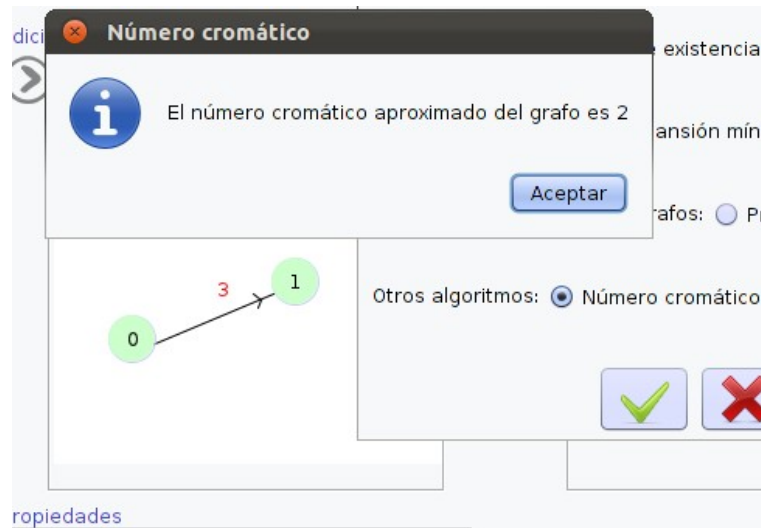 Número cromático
El número cromático aproximado del grafo es 2
Aceptar
dici
existencia
ansión mín
afos: P
3
1
0
Otros algoritmos: Número cromático
ropiedades